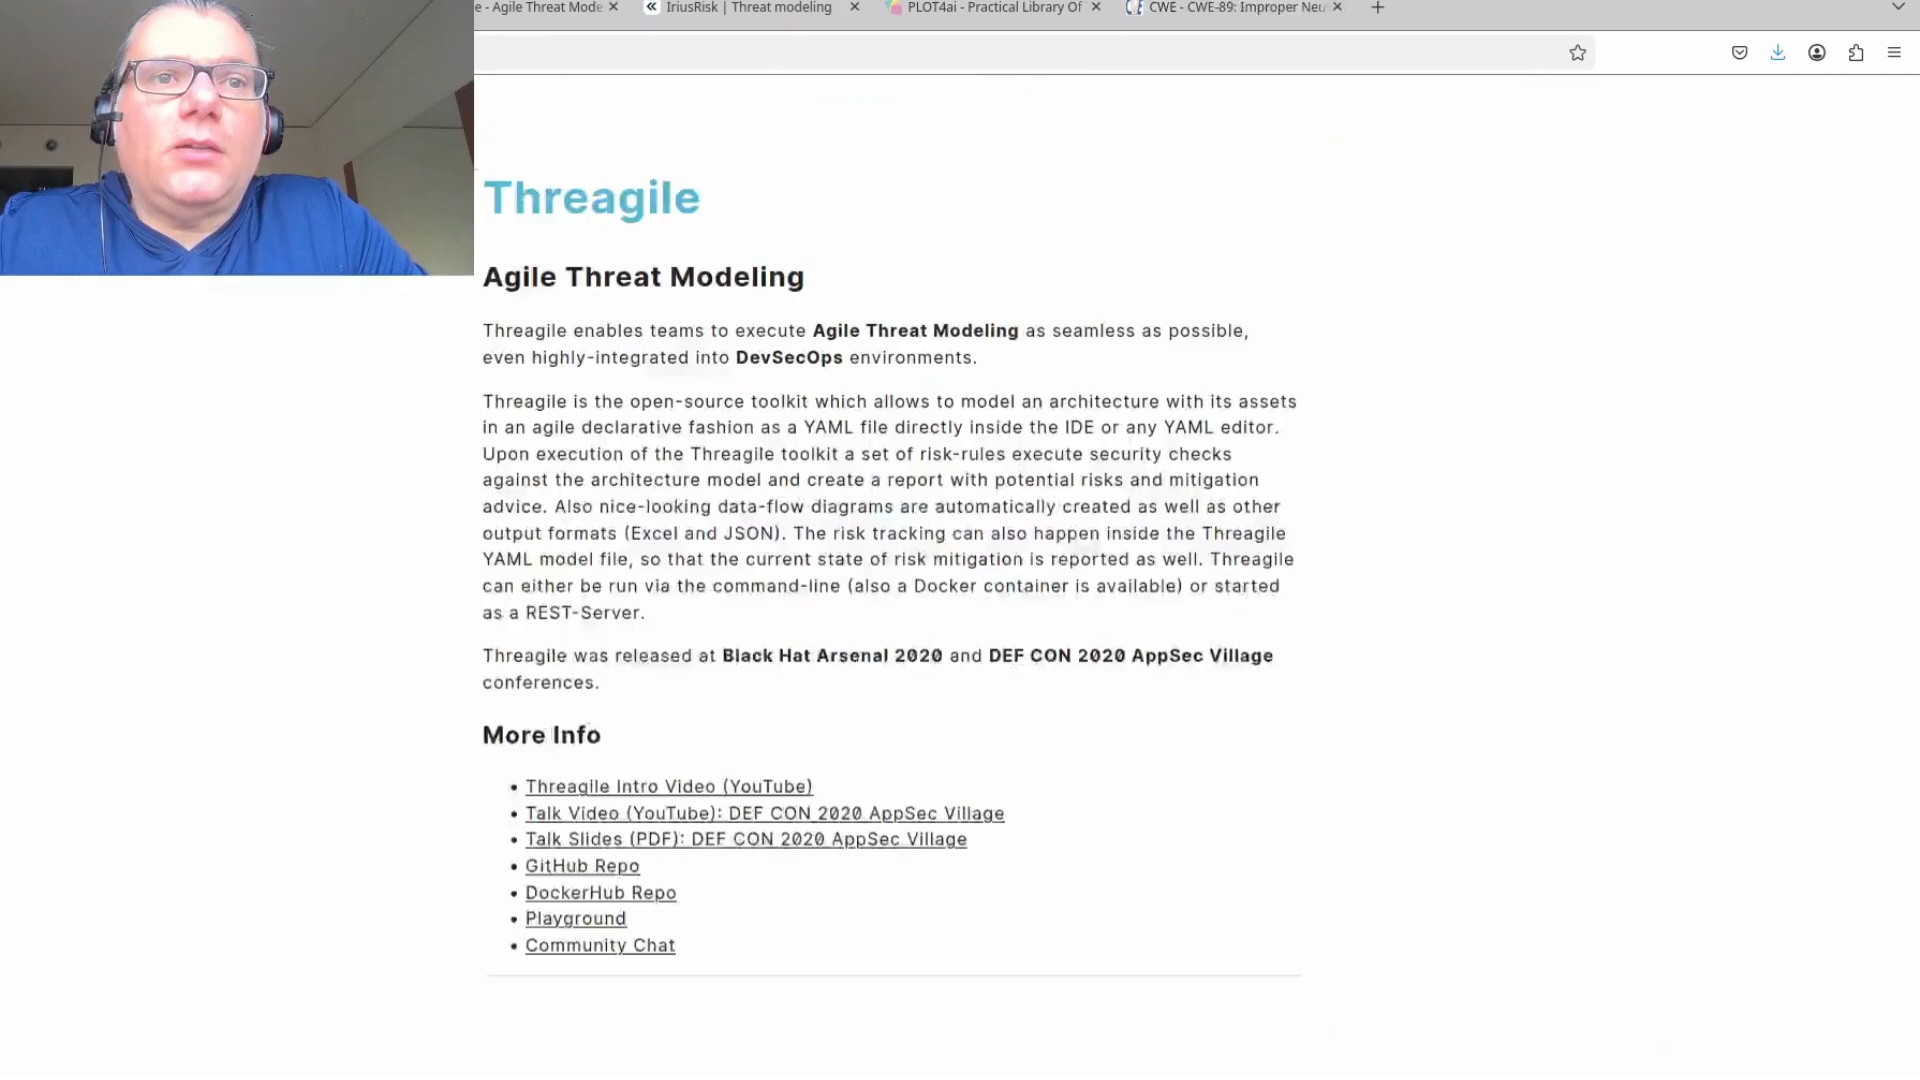 e - Agile Threat Mode
IriusRisk | Threat modeling
PLOT4ai - Practical Library Of
CWE - CWE-89: Improper Neu
Threagile
Agile Threat Modeling
Threagile enables teams to execute Agile Threat Modeling as seamless as possible,
even highly-integrated into DevSecOps environments.
Threagile is the open-source toolkit which allows to model an architecture with its assets
in an agile declarative fashion as a YAML file directly inside the IDE or any YAML editor.
Upon execution of the Threagile toolkit a set of risk-rules execute security checks
against the architecture model and create a report with potential risks and mitigation
advice. Also nice-looking data-flow diagrams are automatically created as well as other
output formats (Excel and JSON). The risk tracking can also happen inside the Threagile
YAML model file, so that the current state of risk mitigation is reported as well. Threagile
can either be run via the command-line (also a Docker container is available) or started
as a REST-Server.
Threagile was released at Black Hat Arsenal 2020 and DEF CON 2020 AppSec Village
conferences.
More Info
• Threagile Intro Video (YouTube)
• Talk Video (YouTube): DEF CON 2020 AppSec Village
• Talk Slides (PDF): DEF CON 2020 AppSec Village
• GitHub Repo
• DockerHub Repo
• Playground
• Community Chat